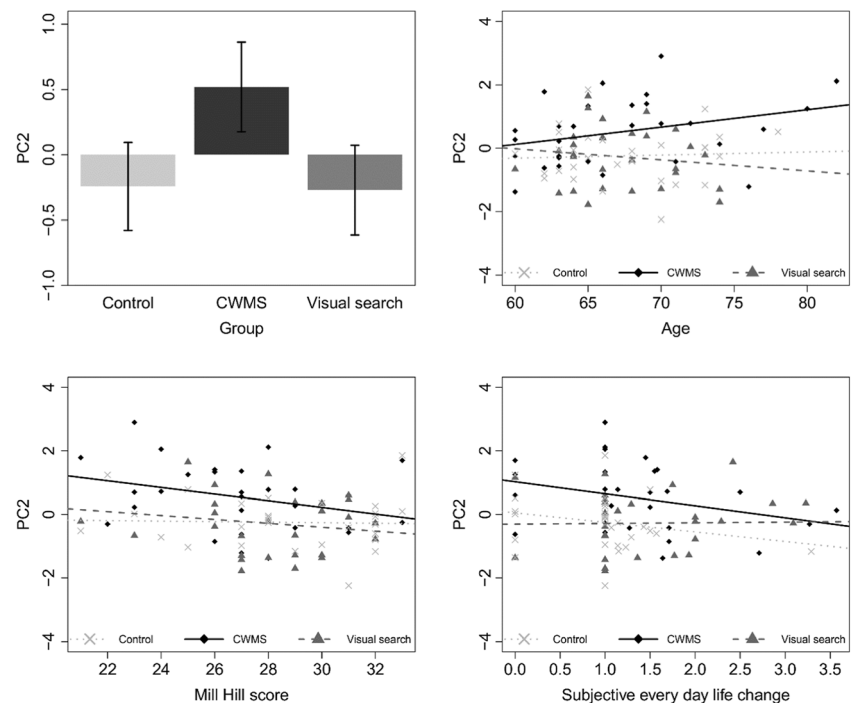 PC2
1.0
0.5
0.0
−0.5
−1.0
Control CWMS Visual search
Group
PC2
4
2
0
−2
−4
Control CWMS Visual search
60 65 70 75 80
Age
PC2
4
2
0
−2
−4
Control CWMS Visual search
22 24 26 28 30 32
Mill Hill score
PC2
4
2
0
−2
−4
Control CWMS Visual search
0.0 0.5 1.0 1.5 2.0 2.5 3.0 3.5
Subjective every day life change